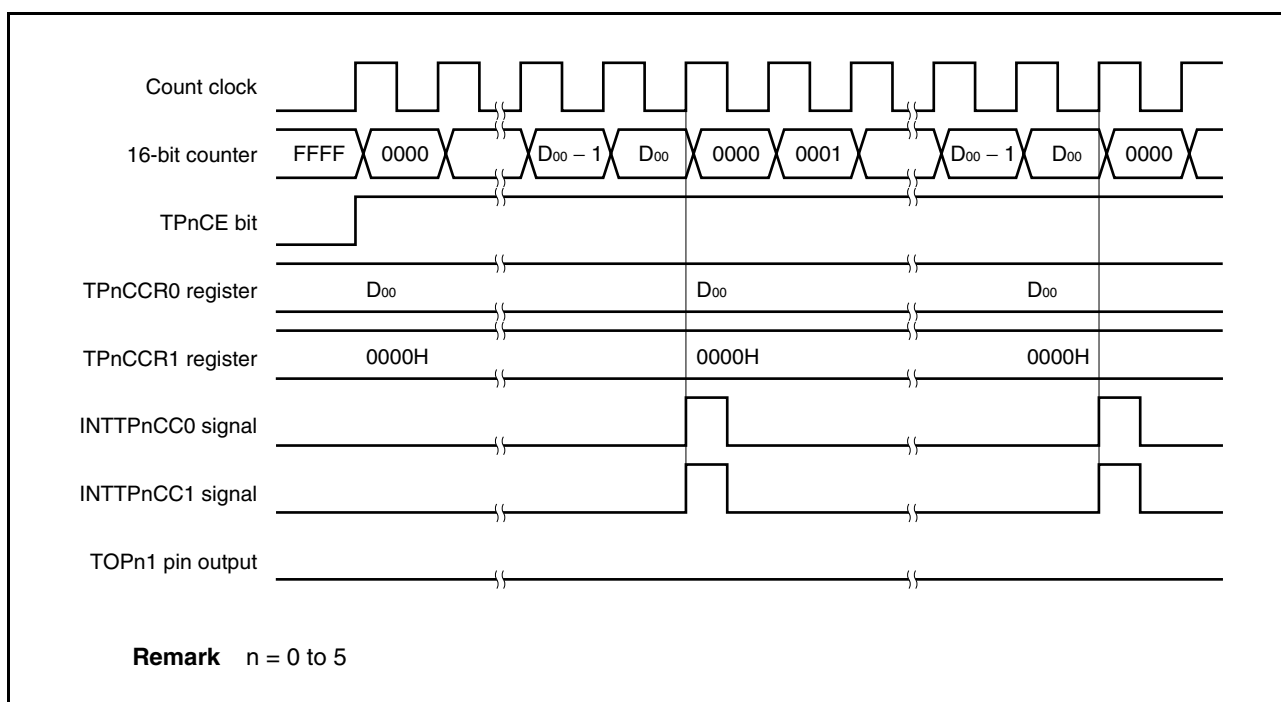 Count clock
16-bit counter FFFF 0000 D00 − 1 D00 0000 0001 D00 − 1 D00 0000
TPnCE bit
TPnCCR0 register D00 D00 D00
TPnCCR1 register 0000H 0000H 0000H
INTTPnCC0 signal
INTTPnCC1 signal
TOPn1 pin output
Remark n = 0 to 5